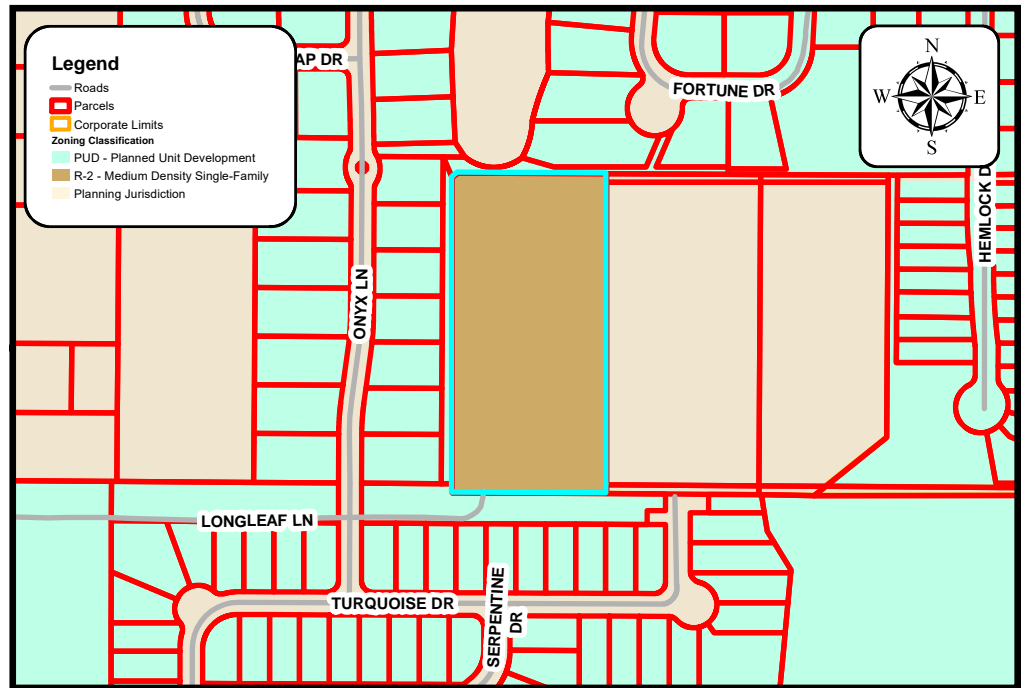 Legend
Roads
Parcels
Corporate Limits
Zoning Classification
PUD - Planned Unit Development
R-2 - Medium Density Single-Family
Planning Jurisdiction
AP DR
FORTUNE DR
N
W E
S
HEMLOCK D
ONYX LN
LONGLEAF LN
TURQUOISE DR
SERPENTINE
DR